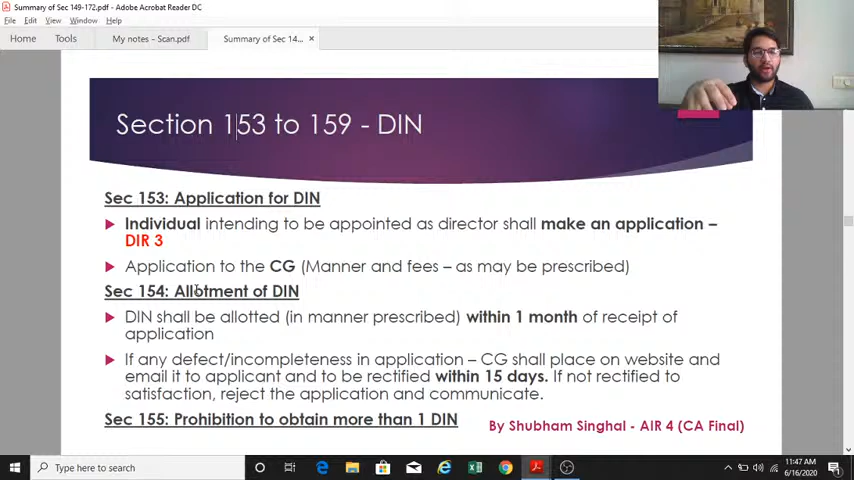 Summary of Sec 149-172.pdf - Adobe Acrobat Reader DC
File Edit View Window Help
Home Tools My notes – Scan.pdf Summary of Sec 14... ×
Section 153 to 159 - DIN
Sec 153: Application for DIN
Individual intending to be appointed as director shall make an application –
DIR 3
Application to the CG (Manner and fees – as may be prescribed)
Sec 154: Allotment of DIN
DIN shall be allotted (in manner prescribed) within 1 month of receipt of
application
If any defect/incompleteness in application – CG shall place on website and
email it to applicant and to be rectified within 15 days. If not rectified to
satisfaction, reject the application and communicate.
Sec 155: Prohibition to obtain more than 1 DIN
By Shubham Singhal - AIR 4 (CA Final)
Type here to search
11:47 AM
6/16/2020